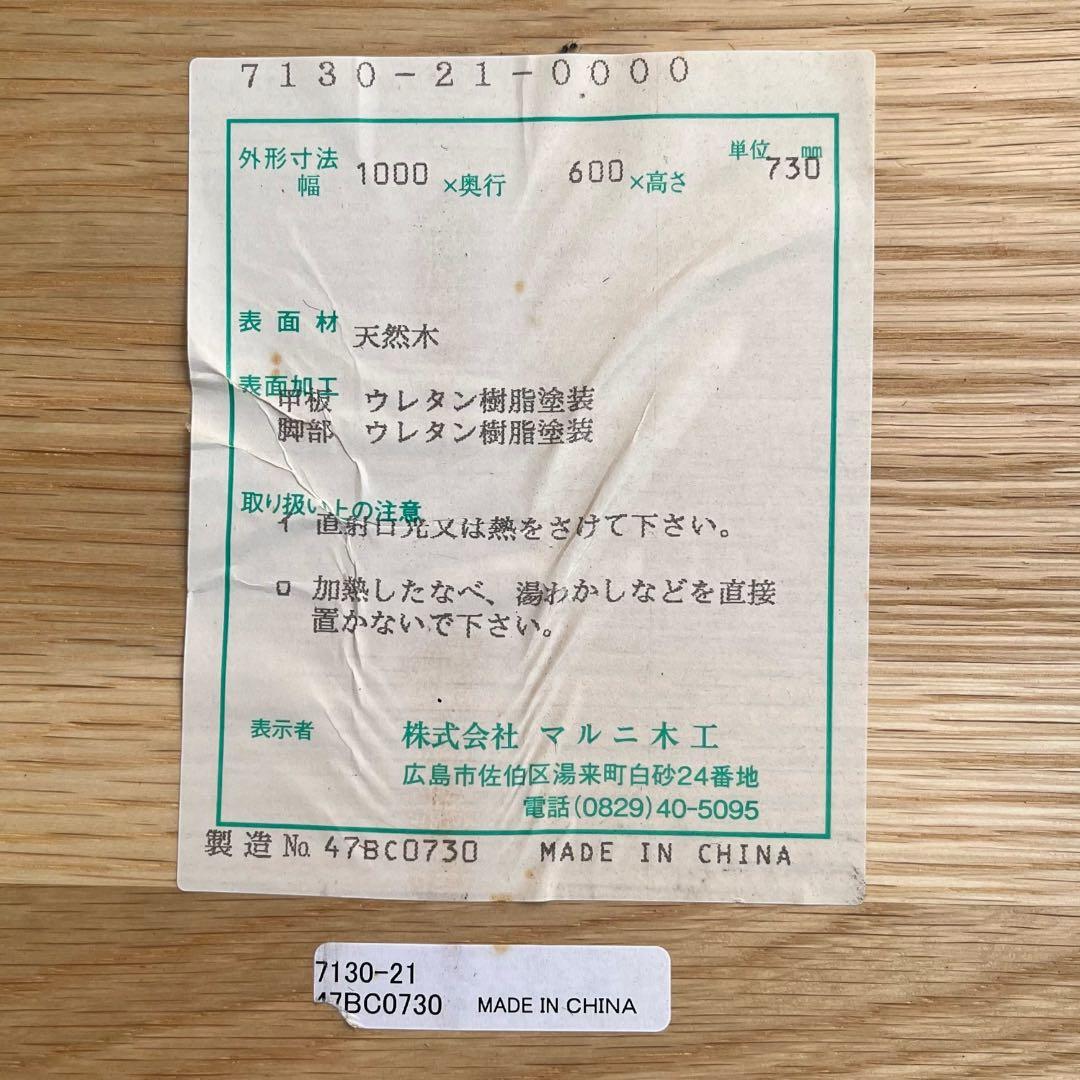 7130-21-0000
外形寸法 単位 mm
幅 1000 ×奥行 600 ×高さ 730
表面材 天然木
表面加工
甲板 ウレタン樹脂塗装
脚部 ウレタン樹脂塗装
取り扱い上の注意
イ 直射日光又は熱をさけて下さい。
ロ 加熱したなべ、湯わかしなどを直接
置かないで下さい。
表示者 株式会社 マルニ木工
広島市佐伯区湯来町白砂24番地
電話(0829)40-5095
製造No. 47BC0730 MADE IN CHINA
7130-21
47BC0730 MADE IN CHINA